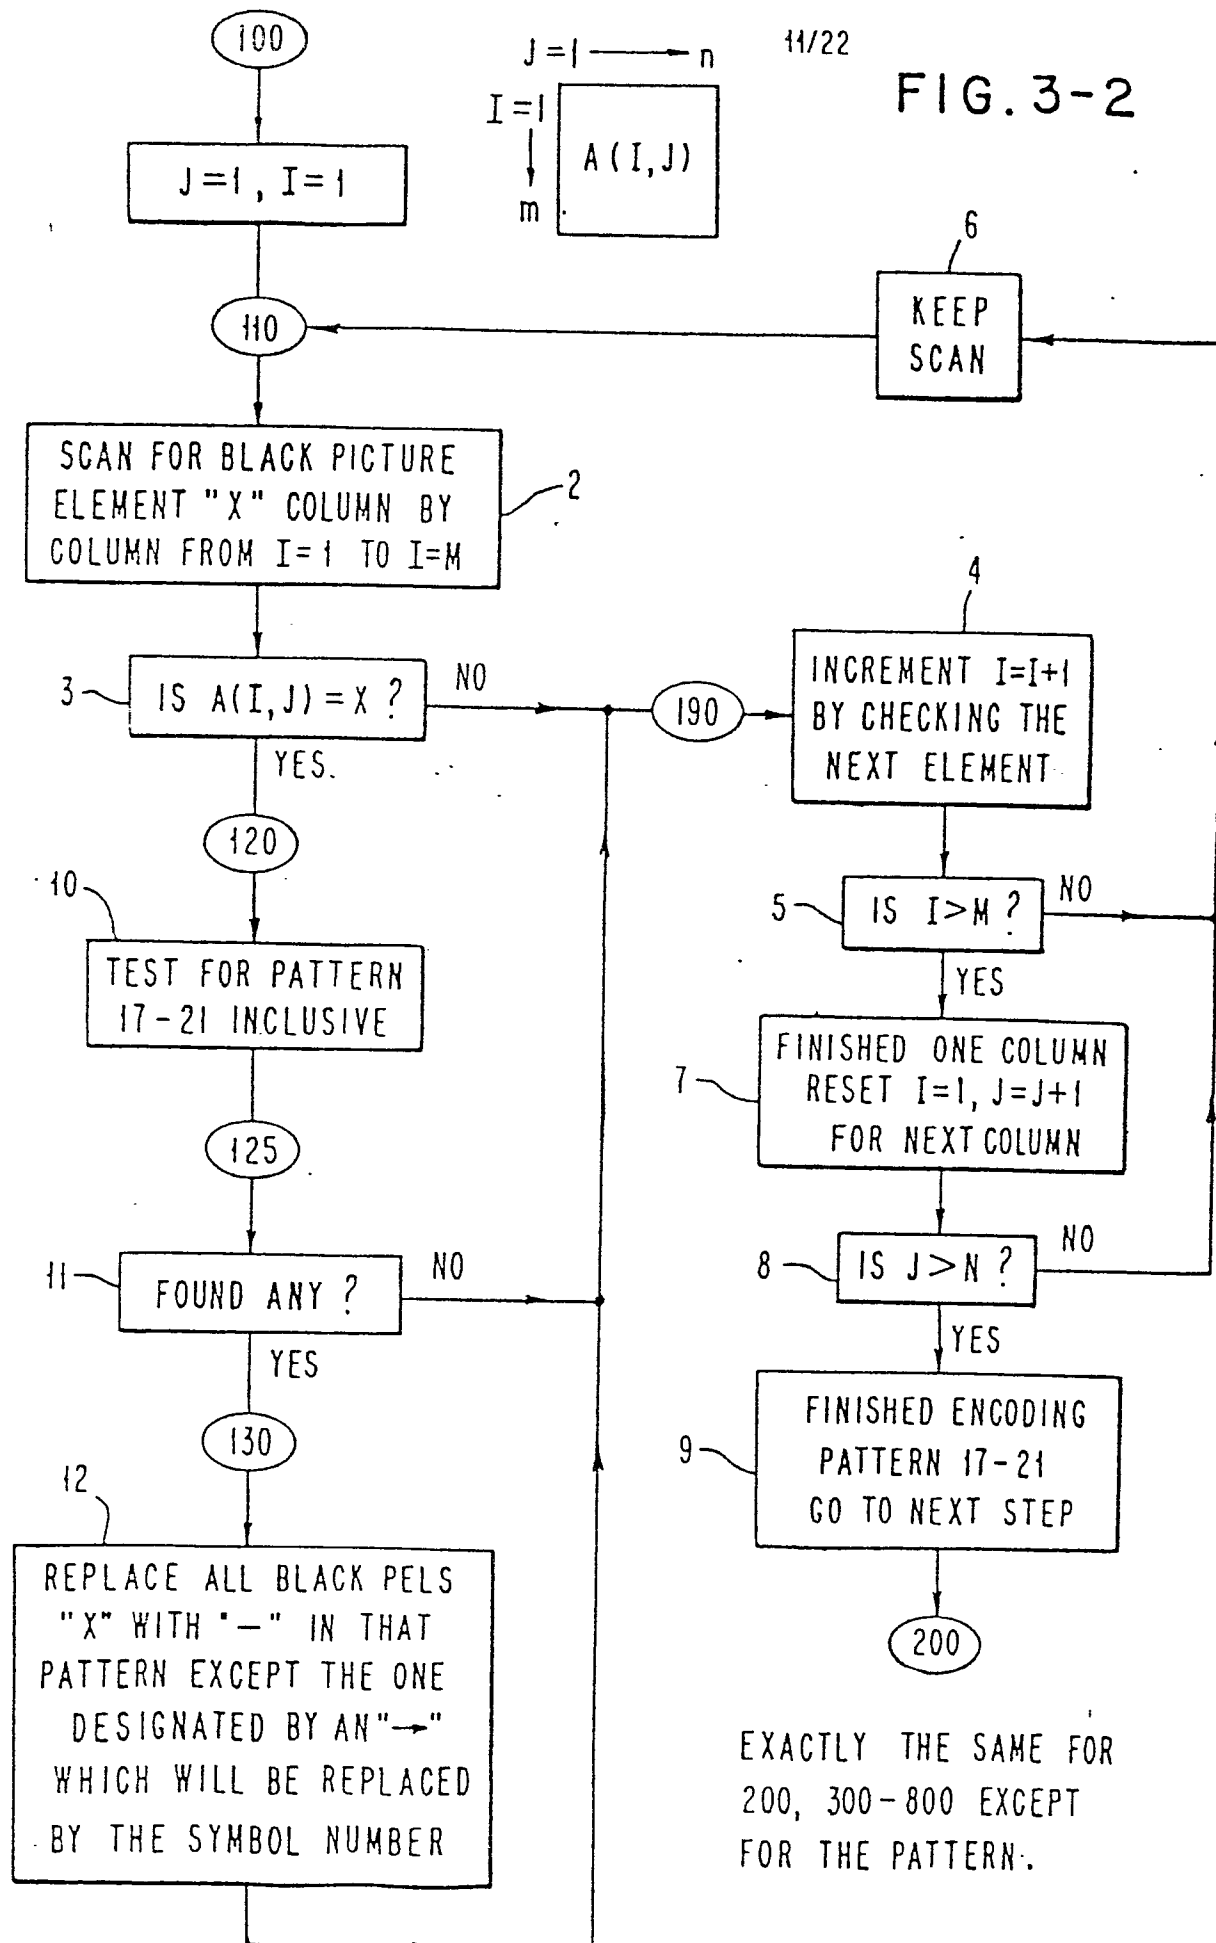 11/22
FIG. 3-2
100
J=1 → n
I=1
↓
m
A(I,J)
J=1, I=1
6
KEEP
SCAN
110
SCAN FOR BLACK PICTURE
ELEMENT "X" COLUMN BY
COLUMN FROM I=1 TO I=M
2
3
IS A(I,J)=X ?
NO
YES.
190
4
INCREMENT I=I+1
BY CHECKING THE
NEXT ELEMENT
120
5
IS I>M ?
NO
YES
10
TEST FOR PATTERN
17-21 INCLUSIVE
7
FINISHED ONE COLUMN
RESET I=1, J=J+1
FOR NEXT COLUMN
125
8
IS J>N ?
NO
YES
11
FOUND ANY ?
NO
YES
9
FINISHED ENCODING
PATTERN 17-21
GO TO NEXT STEP
130
12
REPLACE ALL BLACK PELS
"X" WITH "—" IN THAT
PATTERN EXCEPT THE ONE
DESIGNATED BY AN "→"
WHICH WILL BE REPLACED
BY THE SYMBOL NUMBER
200
EXACTLY THE SAME FOR
200, 300-800 EXCEPT
FOR THE PATTERN.